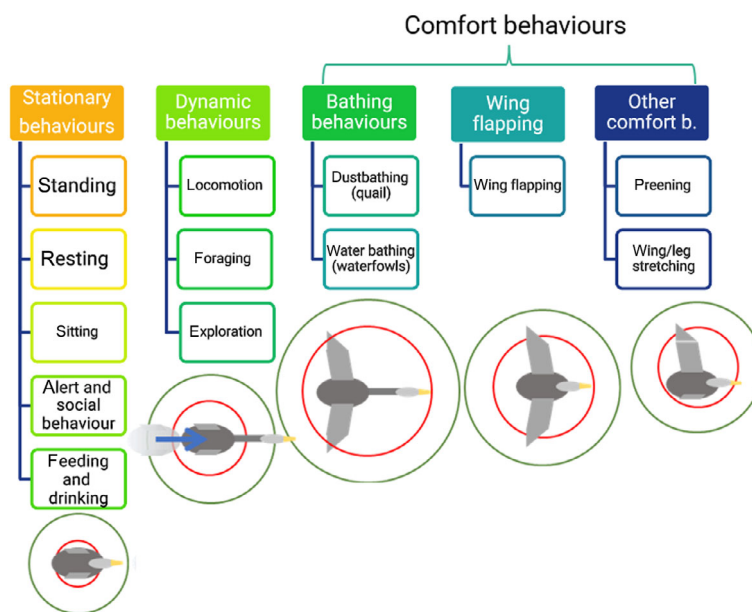 Comfort behaviours
Stationary
behaviours
Standing
Resting
Sitting
Alert and
social
behaviour
Feeding and
drinking
Dynamic
behaviours
Locomotion
Foraging
Exploration
Bathing
behaviours
Dustbathing
(quail)
Water bathing
(waterfowls)
Wing
flapping
Wing flapping
Other
comfort b.
Preening
Wing/leg
stretching